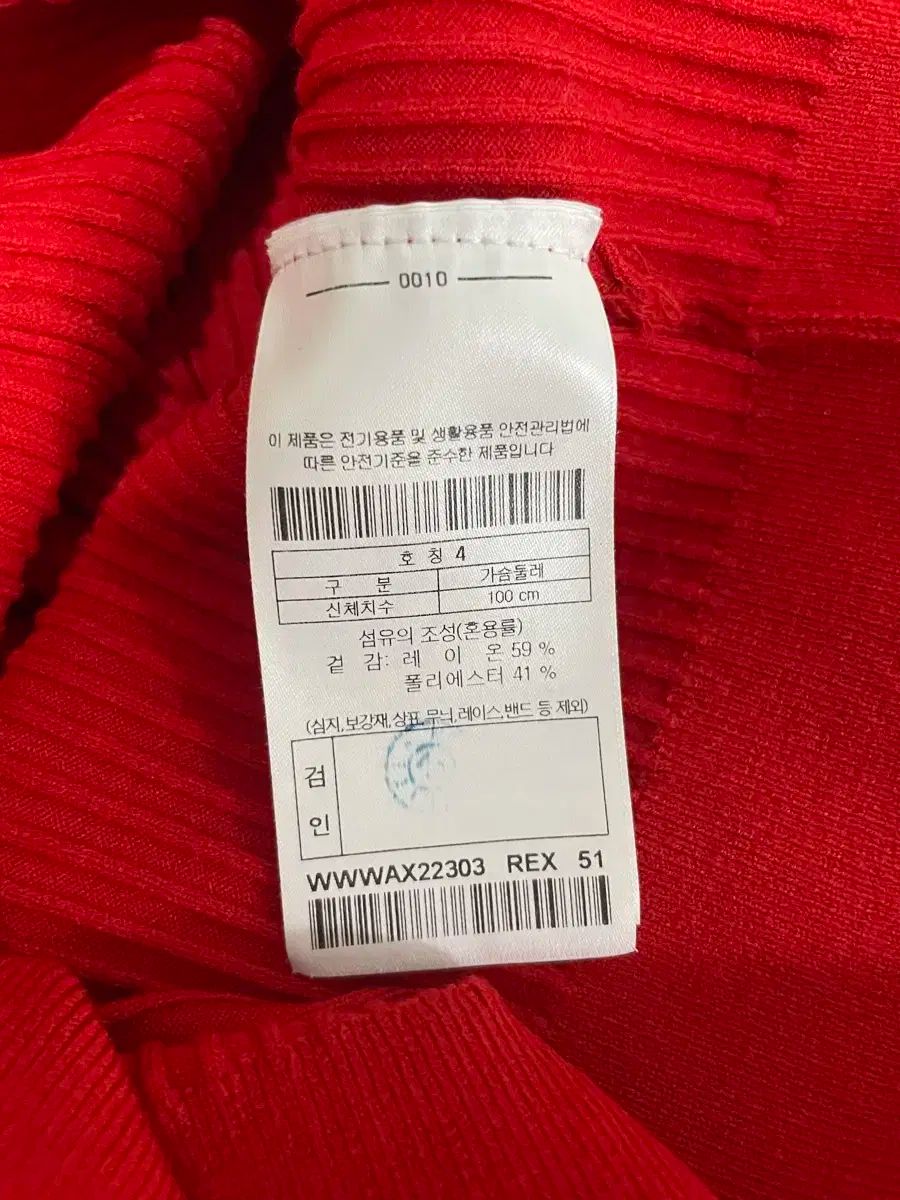 0010
이 제품은 전기용품 및 생활용품 안전관리법에
따른 안전기준을 준수한 제품입니다
호 칭 4
구 분 가슴둘레
신체치수 100 cm
섬유의 조성(혼용률)
겉 감: 레 이 온 59 %
폴리에스터 41 %
(심지,보강재,상표,무늬,레이스,밴드 등 제외)
검
인
WWWAX22303 REX 51